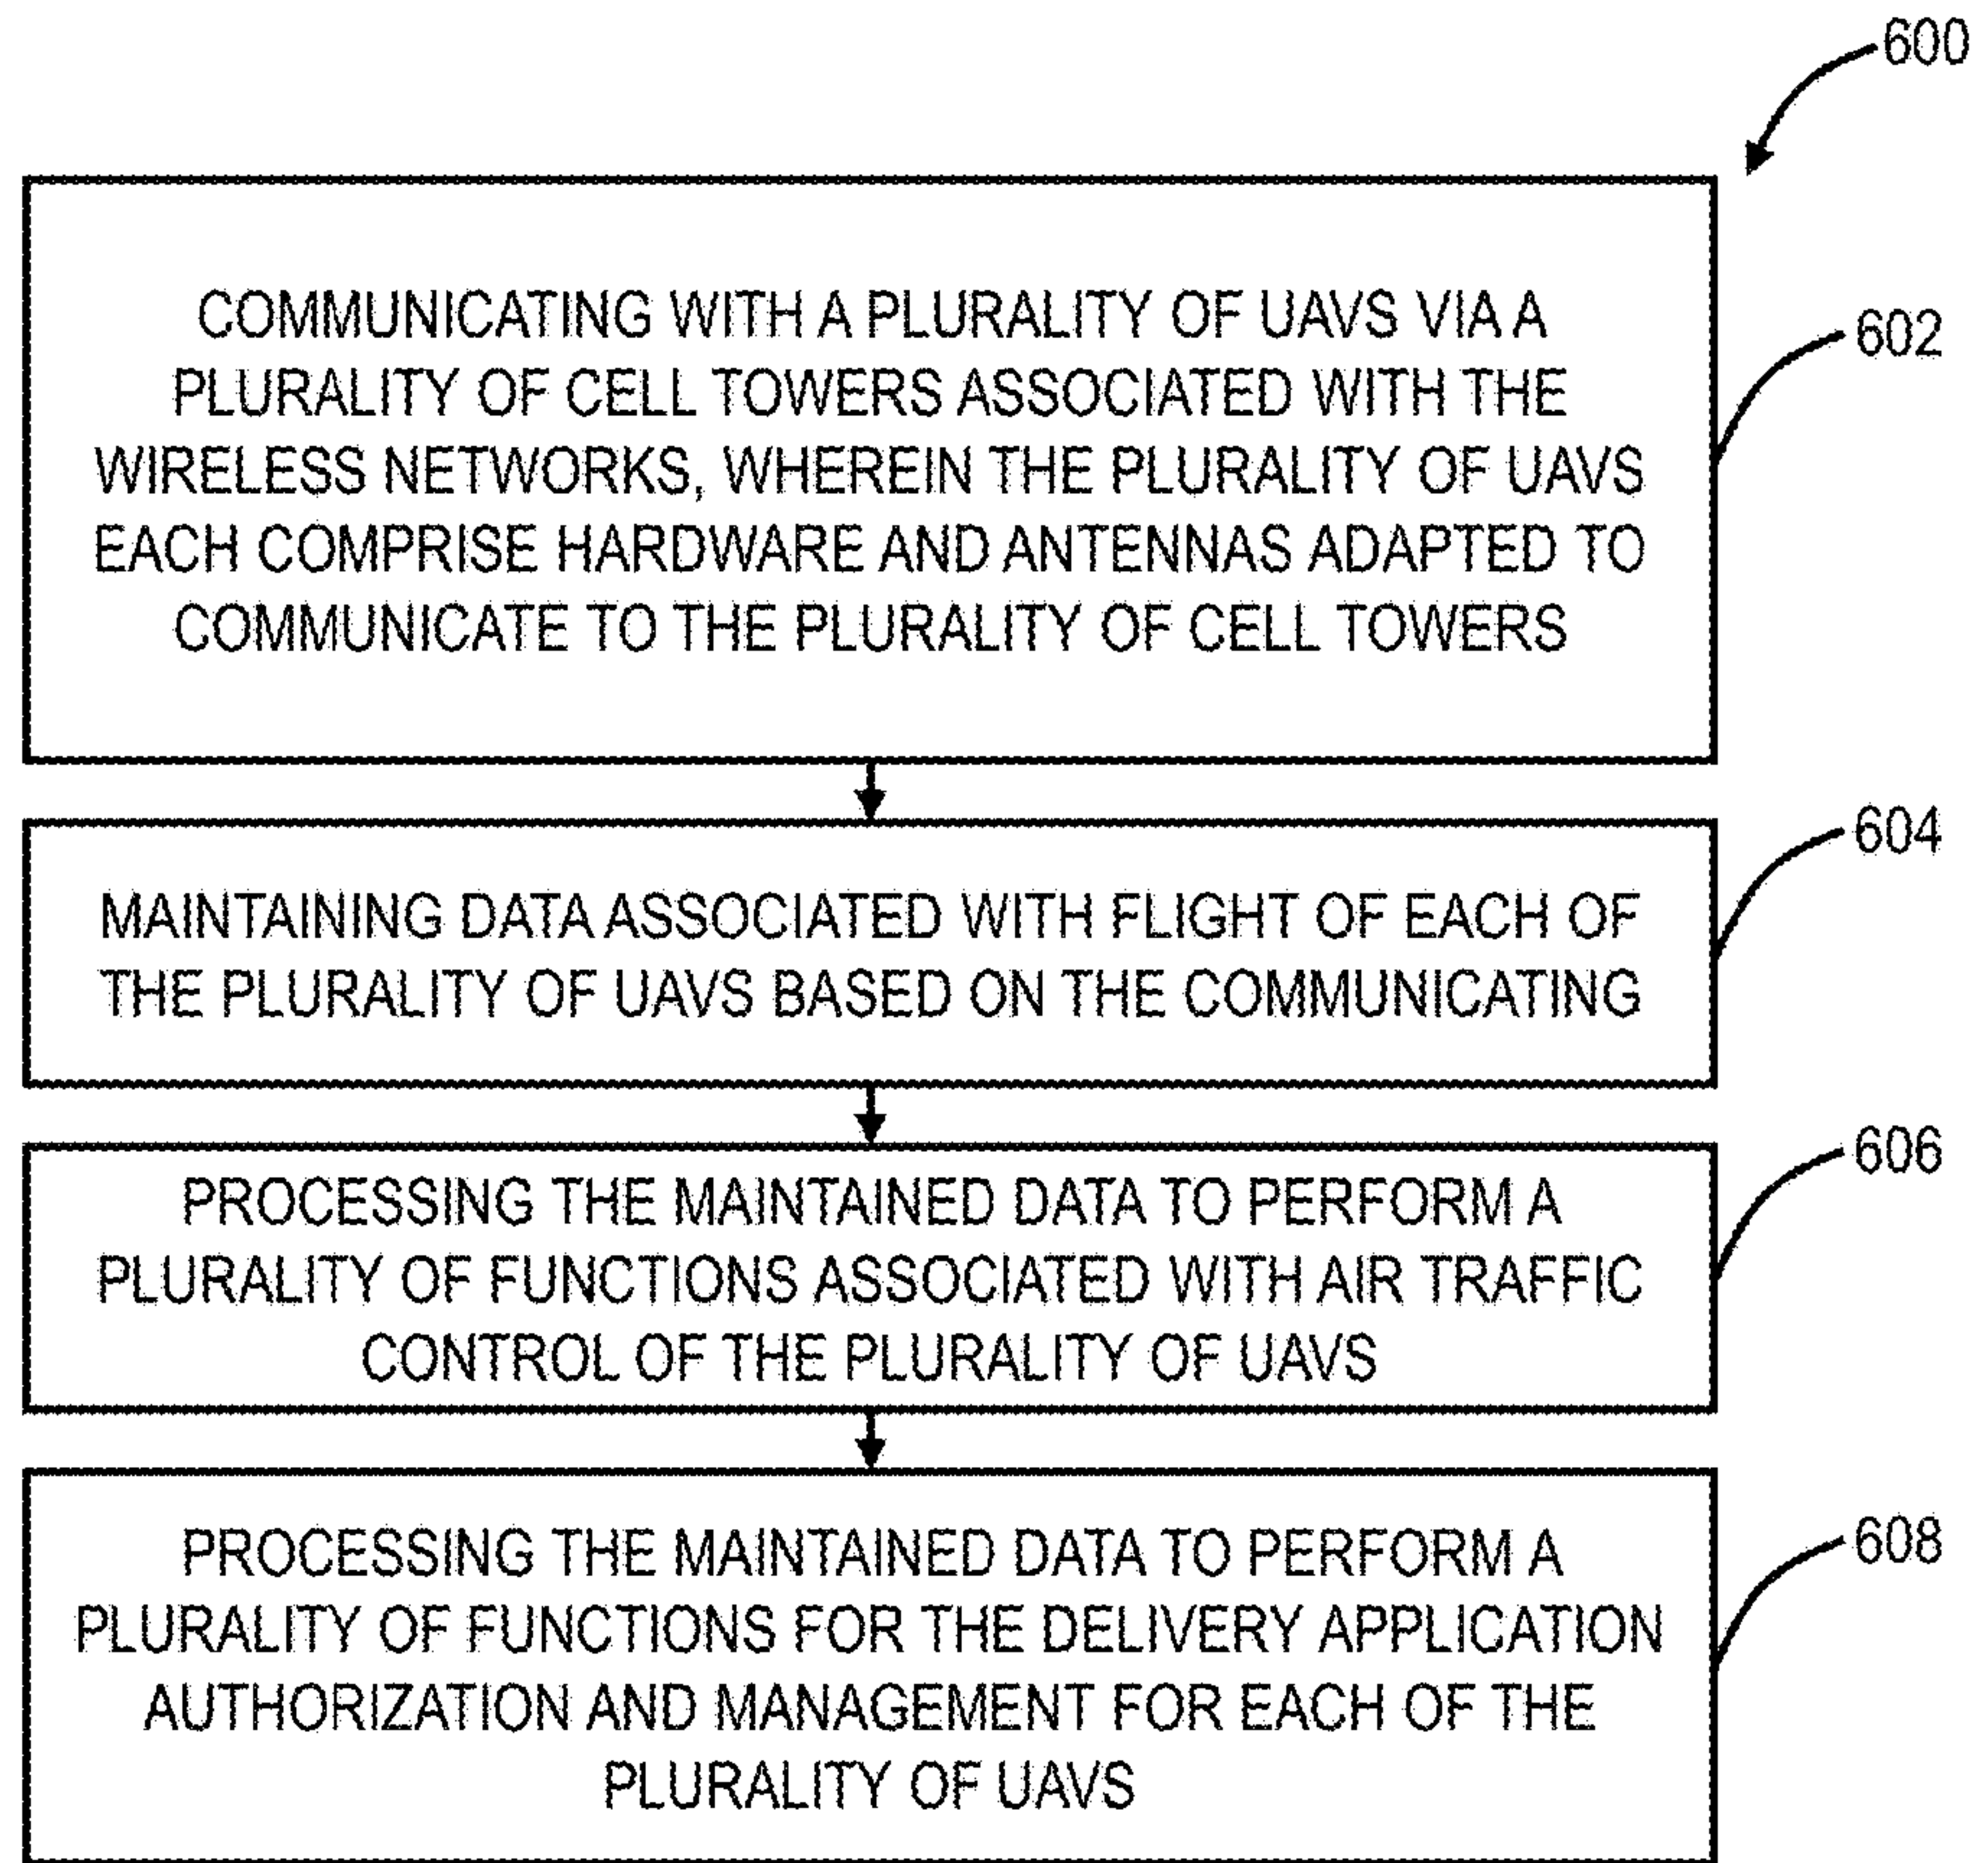 600
COMMUNICATING WITH A PLURALITY OF UAVS VIA A
PLURALITY OF CELL TOWERS ASSOCIATED WITH THE
WIRELESS NETWORKS, WHEREIN THE PLURALITY OF UAVS
EACH COMPRISE HARDWARE AND ANTENNAS ADAPTED TO
COMMUNICATE TO THE PLURALITY OF CELL TOWERS
602
MAINTAINING DATA ASSOCIATED WITH FLIGHT OF EACH OF
THE PLURALITY OF UAVS BASED ON THE COMMUNICATING
604
PROCESSING THE MAINTAINED DATA TO PERFORM A
PLURALITY OF FUNCTIONS ASSOCIATED WITH AIR TRAFFIC
CONTROL OF THE PLURALITY OF UAVS
606
PROCESSING THE MAINTAINED DATA TO PERFORM A
PLURALITY OF FUNCTIONS FOR THE DELIVERY APPLICATION
AUTHORIZATION AND MANAGEMENT FOR EACH OF THE
PLURALITY OF UAVS
608